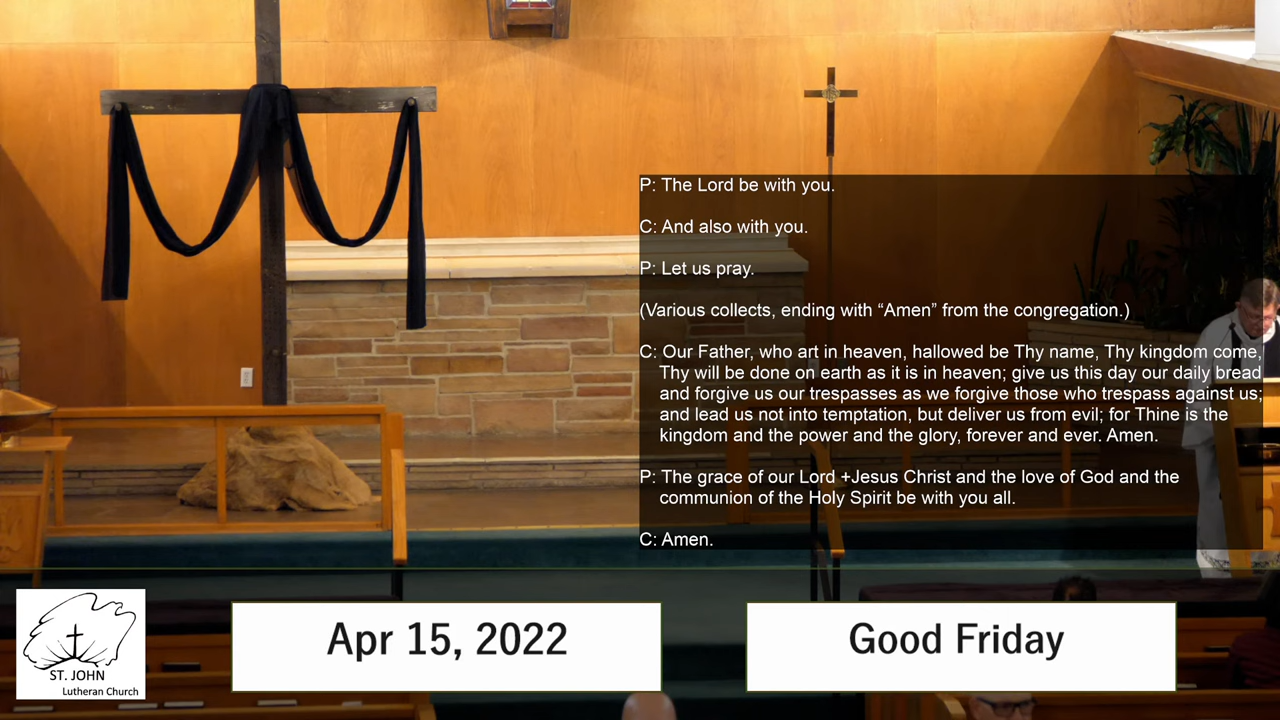 P: The Lord be with you.
C: And also with you.
P: Let us pray.
(Various collects, ending with “Amen” from the congregation.)
C: Our Father, who art in heaven, hallowed be Thy name, Thy kingdom come,
Thy will be done on earth as it is in heaven; give us this day our daily bread
and forgive us our trespasses as we forgive those who trespass against us;
and lead us not into temptation, but deliver us from evil; for Thine is the
kingdom and the power and the glory, forever and ever. Amen.
P: The grace of our Lord +Jesus Christ and the love of God and the
communion of the Holy Spirit be with you all.
C: Amen.
ST. JOHN
Lutheran Church
Apr 15, 2022
Good Friday